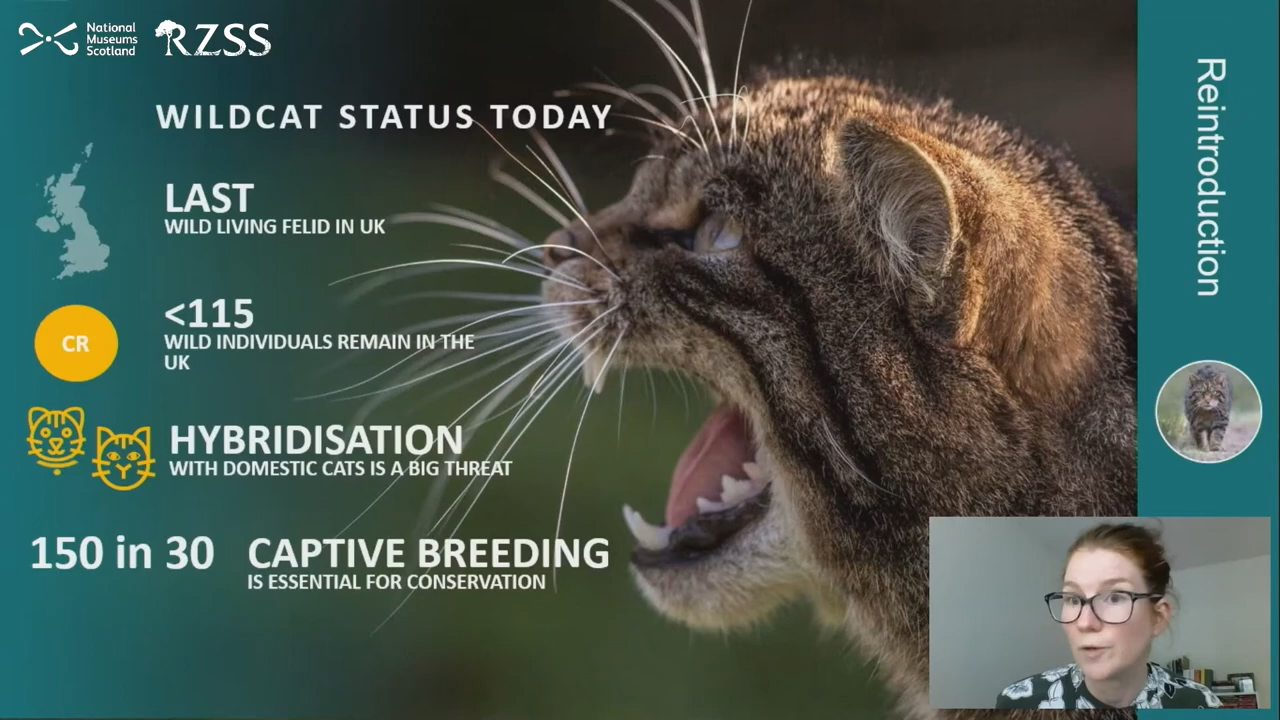 National
Museums
Scotland
RZSS
WILDCAT STATUS TODAY
LAST
WILD LIVING FELID IN UK
CR
<115
WILD INDIVIDUALS REMAIN IN THE
UK
HYBRIDISATION
WITH DOMESTIC CATS IS A BIG THREAT
150 in 30
CAPTIVE BREEDING
IS ESSENTIAL FOR CONSERVATION
Reintroduction